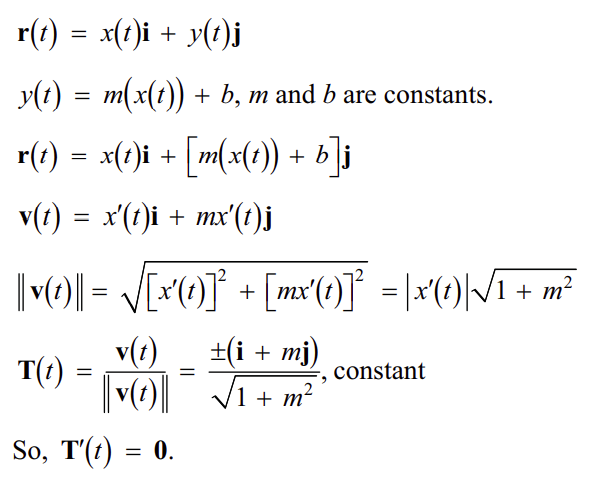 r(t) = x(t)i + y(t)j
y(t) = m(x(t)) + b, m and b are constants.
r(t) = x(t)i + [m(x(t)) + b]j
v(t) = x′(t)i + mx′(t)j
‖v(t)‖ = √([x′(t)]² + [mx′(t)]²) = |x′(t)|√(1 + m²)
T(t) = v(t)/‖v(t)‖ = ±(i + mj)/√(1 + m²), constant
So, T′(t) = 0.